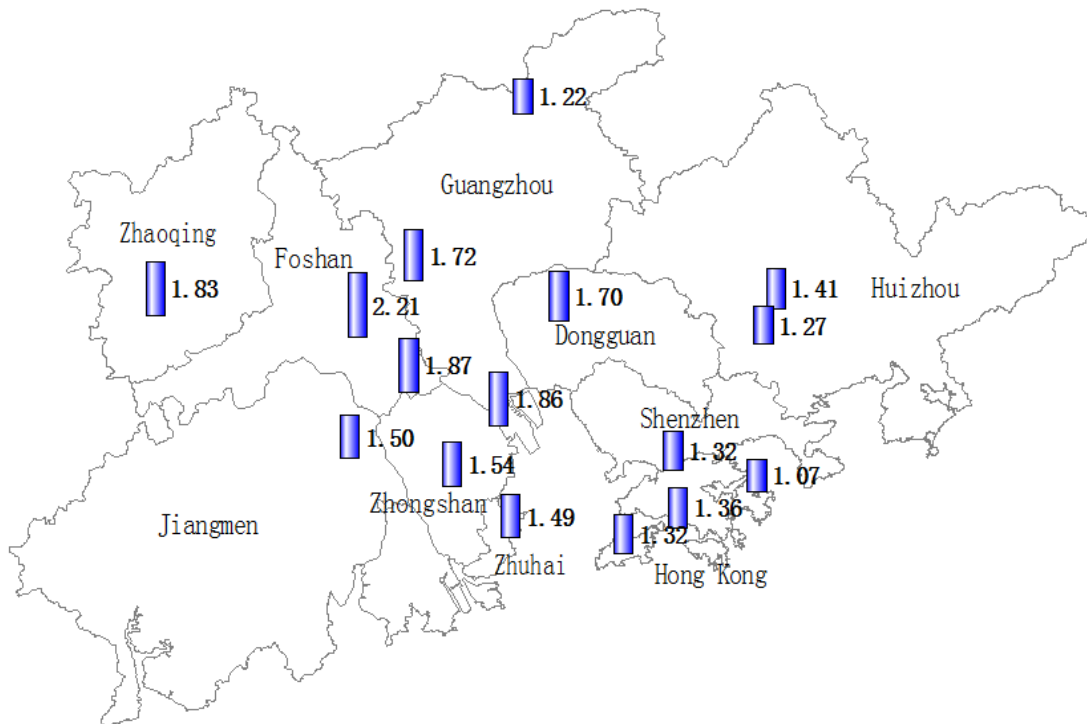 1.22
Guangzhou
Zhaoqing
Foshan
1.72
1.83
2.21
1.70
1.41
Huizhou
1.27
Dongguan
1.87
1.86
Shenzhen
1.50
1.32
1.54
1.07
Zhongshan
1.36
Jiangmen
1.49
1.32
Zhuhai
Hong Kong